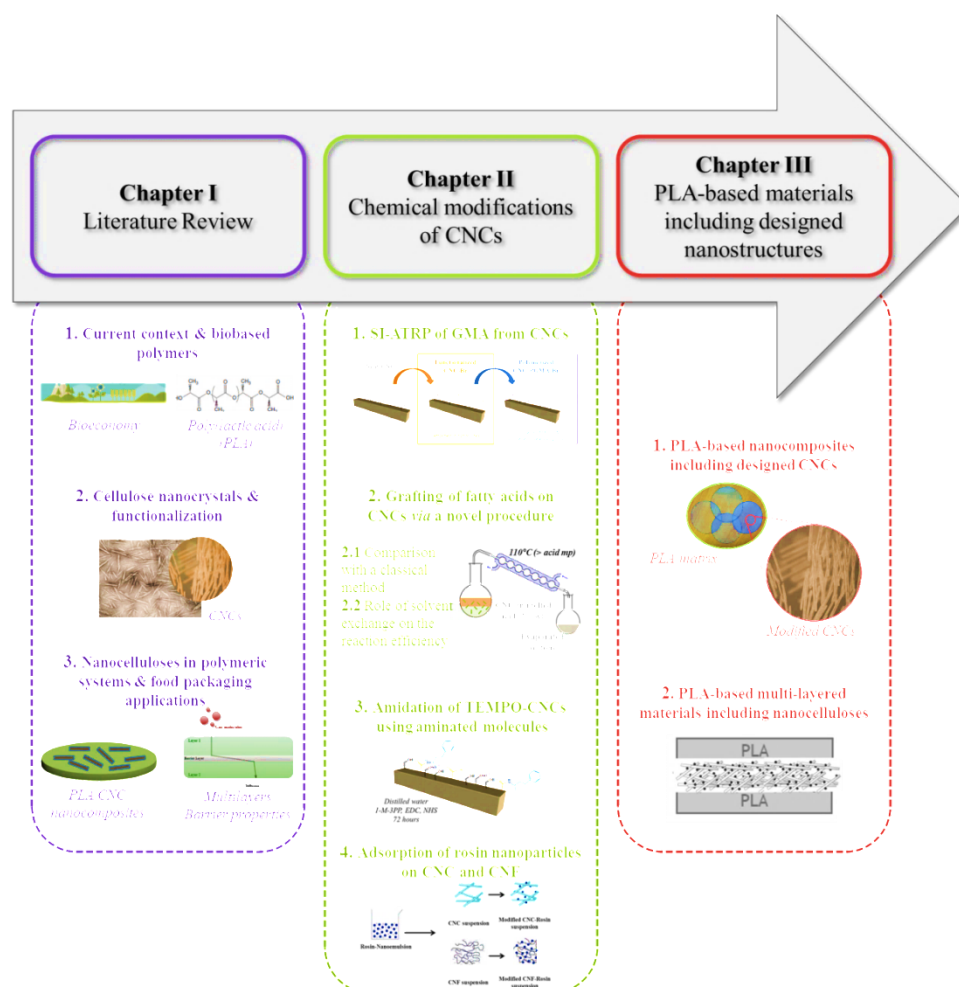 Chapter I
Literature Review
Chapter II
Chemical modifications
of CNCs
Chapter III
PLA-based materials
including designed
nanostructures
1. Current context & biobased
polymers
Bioeconomy
Poly(lactic acid)
(PLA)
2. Cellulose nanocrystals &
functionalization
CNCs
3. Nanocelluloses in polymeric
systems & food packaging
applications
PLA CNC
nanocomposites
Multilayers
Barrier properties
1. SI-ATRP of GMA from CNCs
2. Grafting of fatty acids on
CNCs via a novel procedure
2.1 Comparison
with a classical
method
2.2 Role of solvent
exchange on the
reaction efficiency
110°C (> acid mp)
3. Amidation of TEMPO-CNCs
using aminated molecules
Distilled water
1-M-3PP, EDC, NHS
72 hours
4. Adsorption of rosin nanoparticles
on CNC and CNF
Rosin-Nanoemulsion
CNC suspension
Modified CNC-Rosin
suspension
CNF suspension
Modified CNF-Rosin
suspension
1. PLA-based nanocomposites
including designed CNCs
PLA matrix
Modified CNCs
2. PLA-based multi-layered
materials including nanocelluloses
PLA
PLA